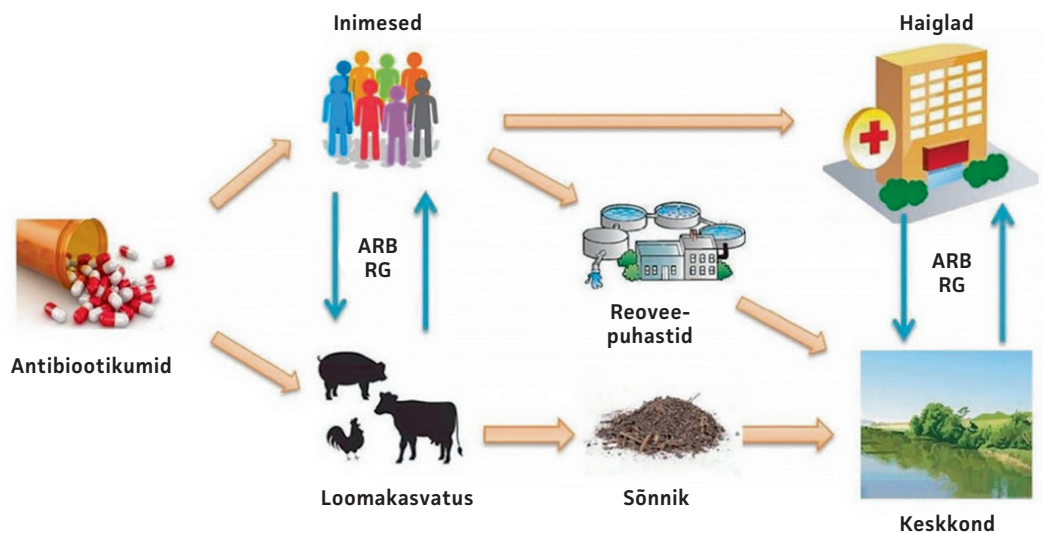 Inimesed
Haiglad
ARB
RG
ARB
RG
Reovee-
puhastid
Antibiootikumid
Loomakasvatus
Sõnnik
Keskkond